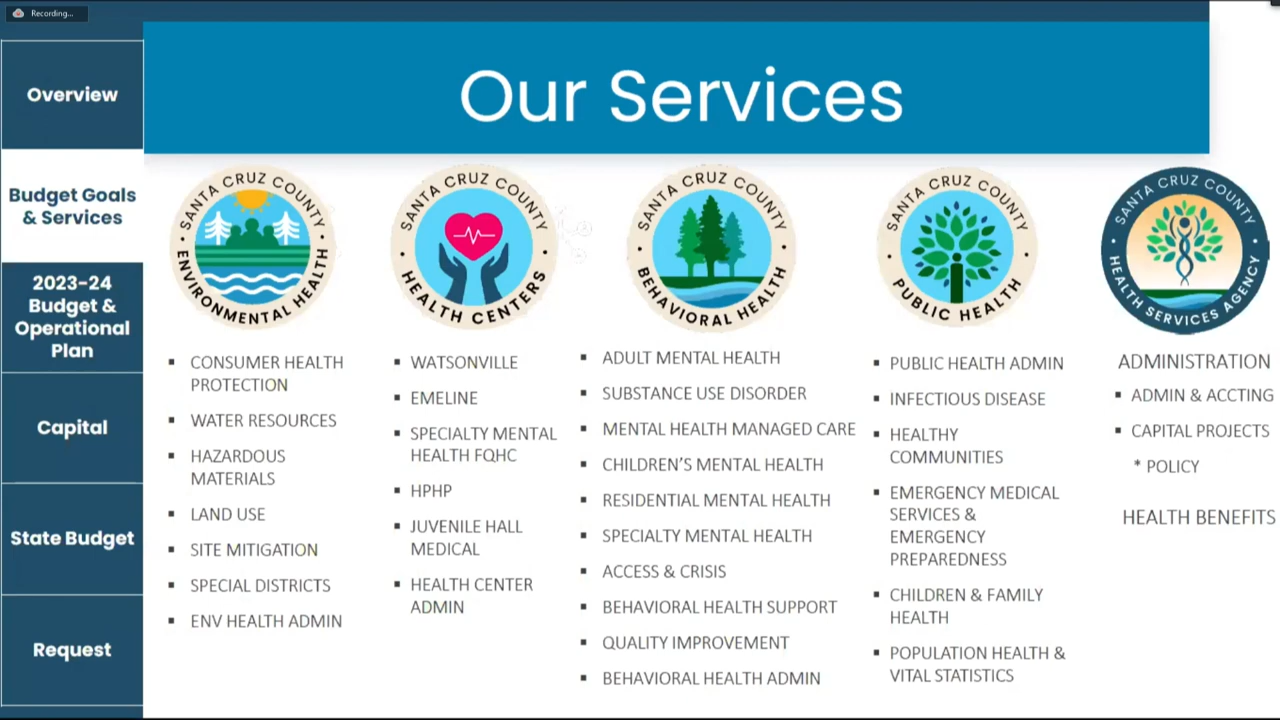 Recording...
Our Services
Overview
Budget Goals
& Services
2023-24
Budget &
Operational
Plan
Capital
State Budget
Request
SANTA CRUZ COUNTY
ENVIRONMENTAL HEALTH
CONSUMER HEALTH
PROTECTION
WATER RESOURCES
HAZARDOUS
MATERIALS
LAND USE
SITE MITIGATION
SPECIAL DISTRICTS
ENV HEALTH ADMIN
SANTA CRUZ COUNTY
HEALTH CENTERS
WATSONVILLE
EMELINE
SPECIALTY MENTAL
HEALTH FQHC
HPHP
JUVENILE HALL
MEDICAL
HEALTH CENTER
ADMIN
SANTA CRUZ COUNTY
BEHAVIORAL HEALTH
ADULT MENTAL HEALTH
SUBSTANCE USE DISORDER
MENTAL HEALTH MANAGED CARE
CHILDREN'S MENTAL HEALTH
RESIDENTIAL MENTAL HEALTH
SPECIALTY MENTAL HEALTH
ACCESS & CRISIS
BEHAVIORAL HEALTH SUPPORT
QUALITY IMPROVEMENT
BEHAVIORAL HEALTH ADMIN
SANTA CRUZ COUNTY
PUBLIC HEALTH
PUBLIC HEALTH ADMIN
INFECTIOUS DISEASE
HEALTHY
COMMUNITIES
EMERGENCY MEDICAL
SERVICES &
EMERGENCY
PREPAREDNESS
CHILDREN & FAMILY
HEALTH
POPULATION HEALTH &
VITAL STATISTICS
SANTA CRUZ COUNTY
HEALTH SERVICES AGENCY
ADMINISTRATION
ADMIN & ACCTING
CAPITAL PROJECTS
* POLICY
HEALTH BENEFITS